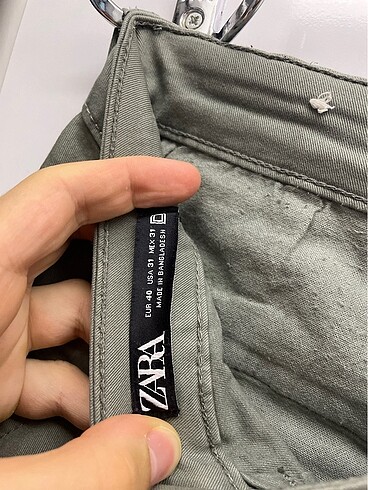 ZARA
EUR 40 USA 31 MEX 31
MADE IN BANGLADESH